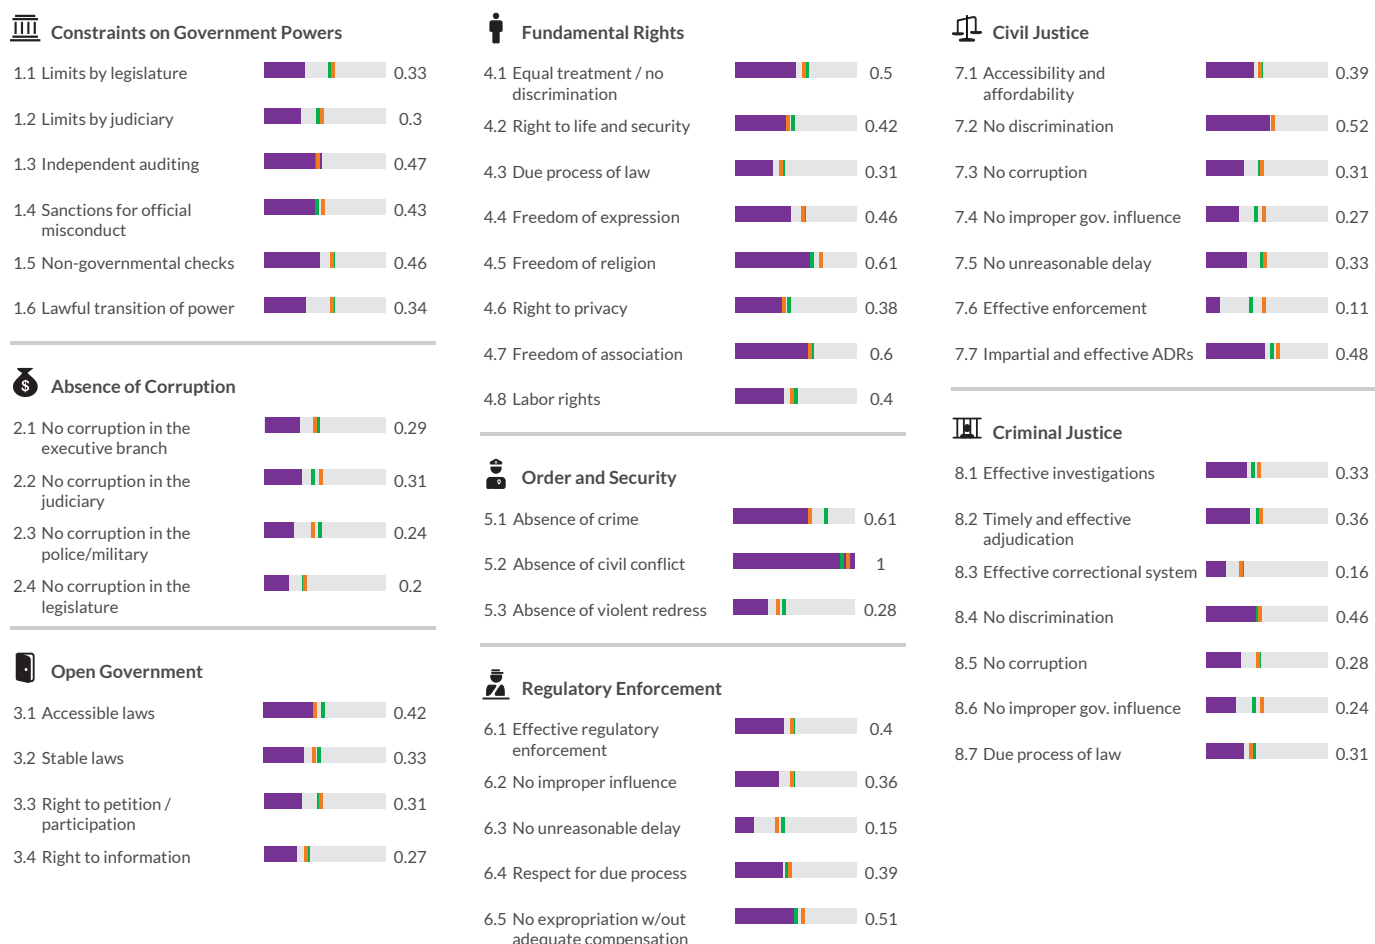 Constraints on Government Powers
1.1 Limits by legislature 0.33
1.2 Limits by judiciary 0.3
1.3 Independent auditing 0.47
1.4 Sanctions for official
misconduct 0.43
1.5 Non-governmental checks 0.46
1.6 Lawful transition of power 0.34
$
Absence of Corruption
2.1 No corruption in the
executive branch 0.29
2.2 No corruption in the
judiciary 0.31
2.3 No corruption in the
police/military 0.24
2.4 No corruption in the
legislature 0.2
Open Government
3.1 Accessible laws 0.42
3.2 Stable laws 0.33
3.3 Right to petition /
participation 0.31
3.4 Right to information 0.27
Fundamental Rights
4.1 Equal treatment / no
discrimination 0.5
4.2 Right to life and security 0.42
4.3 Due process of law 0.31
4.4 Freedom of expression 0.46
4.5 Freedom of religion 0.61
4.6 Right to privacy 0.38
4.7 Freedom of association 0.6
4.8 Labor rights 0.4
Order and Security
5.1 Absence of crime 0.61
5.2 Absence of civil conflict 1
5.3 Absence of violent redress 0.28
Regulatory Enforcement
6.1 Effective regulatory
enforcement 0.4
6.2 No improper influence 0.36
6.3 No unreasonable delay 0.15
6.4 Respect for due process 0.39
6.5 No expropriation w/out
adequate compensation 0.51
Civil Justice
7.1 Accessibility and
affordability 0.39
7.2 No discrimination 0.52
7.3 No corruption 0.31
7.4 No improper gov. influence 0.27
7.5 No unreasonable delay 0.33
7.6 Effective enforcement 0.11
7.7 Impartial and effective ADRs 0.48
Criminal Justice
8.1 Effective investigations 0.33
8.2 Timely and effective
adjudication 0.36
8.3 Effective correctional system 0.16
8.4 No discrimination 0.46
8.5 No corruption 0.28
8.6 No improper gov. influence 0.24
8.7 Due process of law 0.31